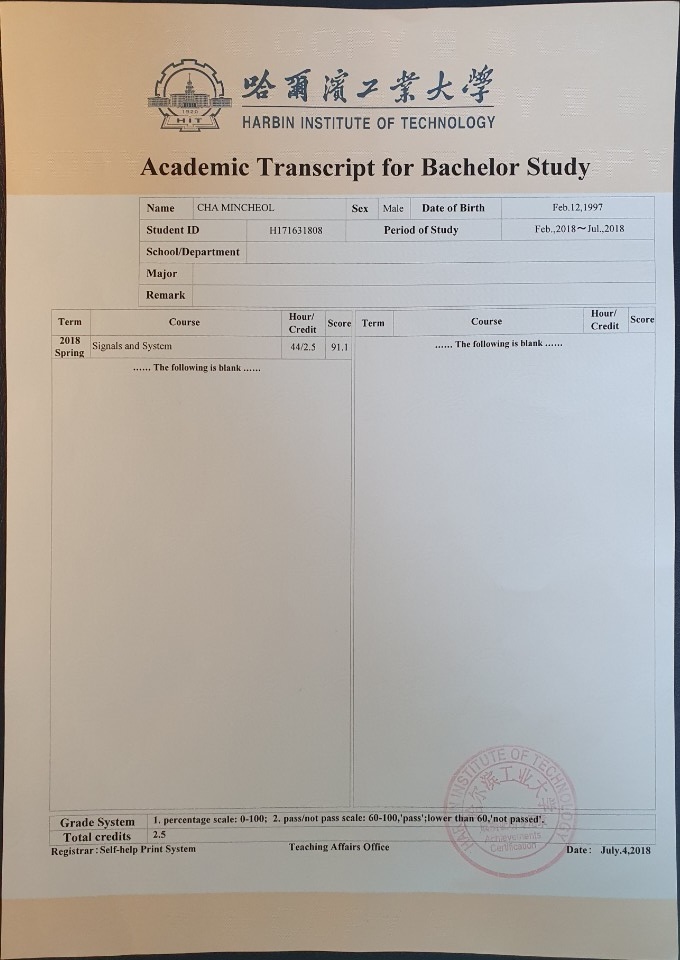 1920
HIT
哈爾濱工業大學
HARBIN INSTITUTE OF TECHNOLOGY
Academic Transcript for Bachelor Study
Name CHA MINCHEOL Sex Male Date of Birth Feb.12,1997
Student ID H171631808 Period of Study Feb.,2018～Jul.,2018
School/Department
Major
Remark
Term Course Hour/Credit Score Term Course Hour/Credit Score
2018 Spring Signals and System 44/2.5 91.1 ...... The following is blank ......
...... The following is blank ......
HARBIN INSTITUTE OF TECHNOLOGY
尔滨工业大学
Achievements
Certification
Grade System 1. percentage scale: 0-100; 2. pass/not pass scale: 60-100,'pass';lower than 60,'not passed'.
Total credits 2.5
Registrar：Self-help Print System Teaching Affairs Office Date： July.4,2018